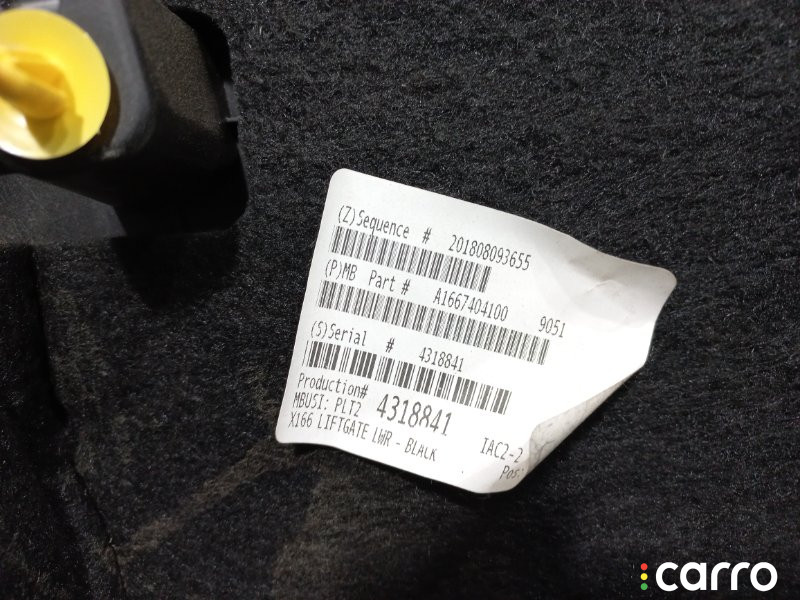 (Z)Sequence # 201808093655
(P)MB Part # A1667404100 9051
(S)Serial # 4318841
Production# 4318841
MBUSI: PLT2 IAC2-2
X166 LIFTGATE LWR - BLACK Pos:
carro